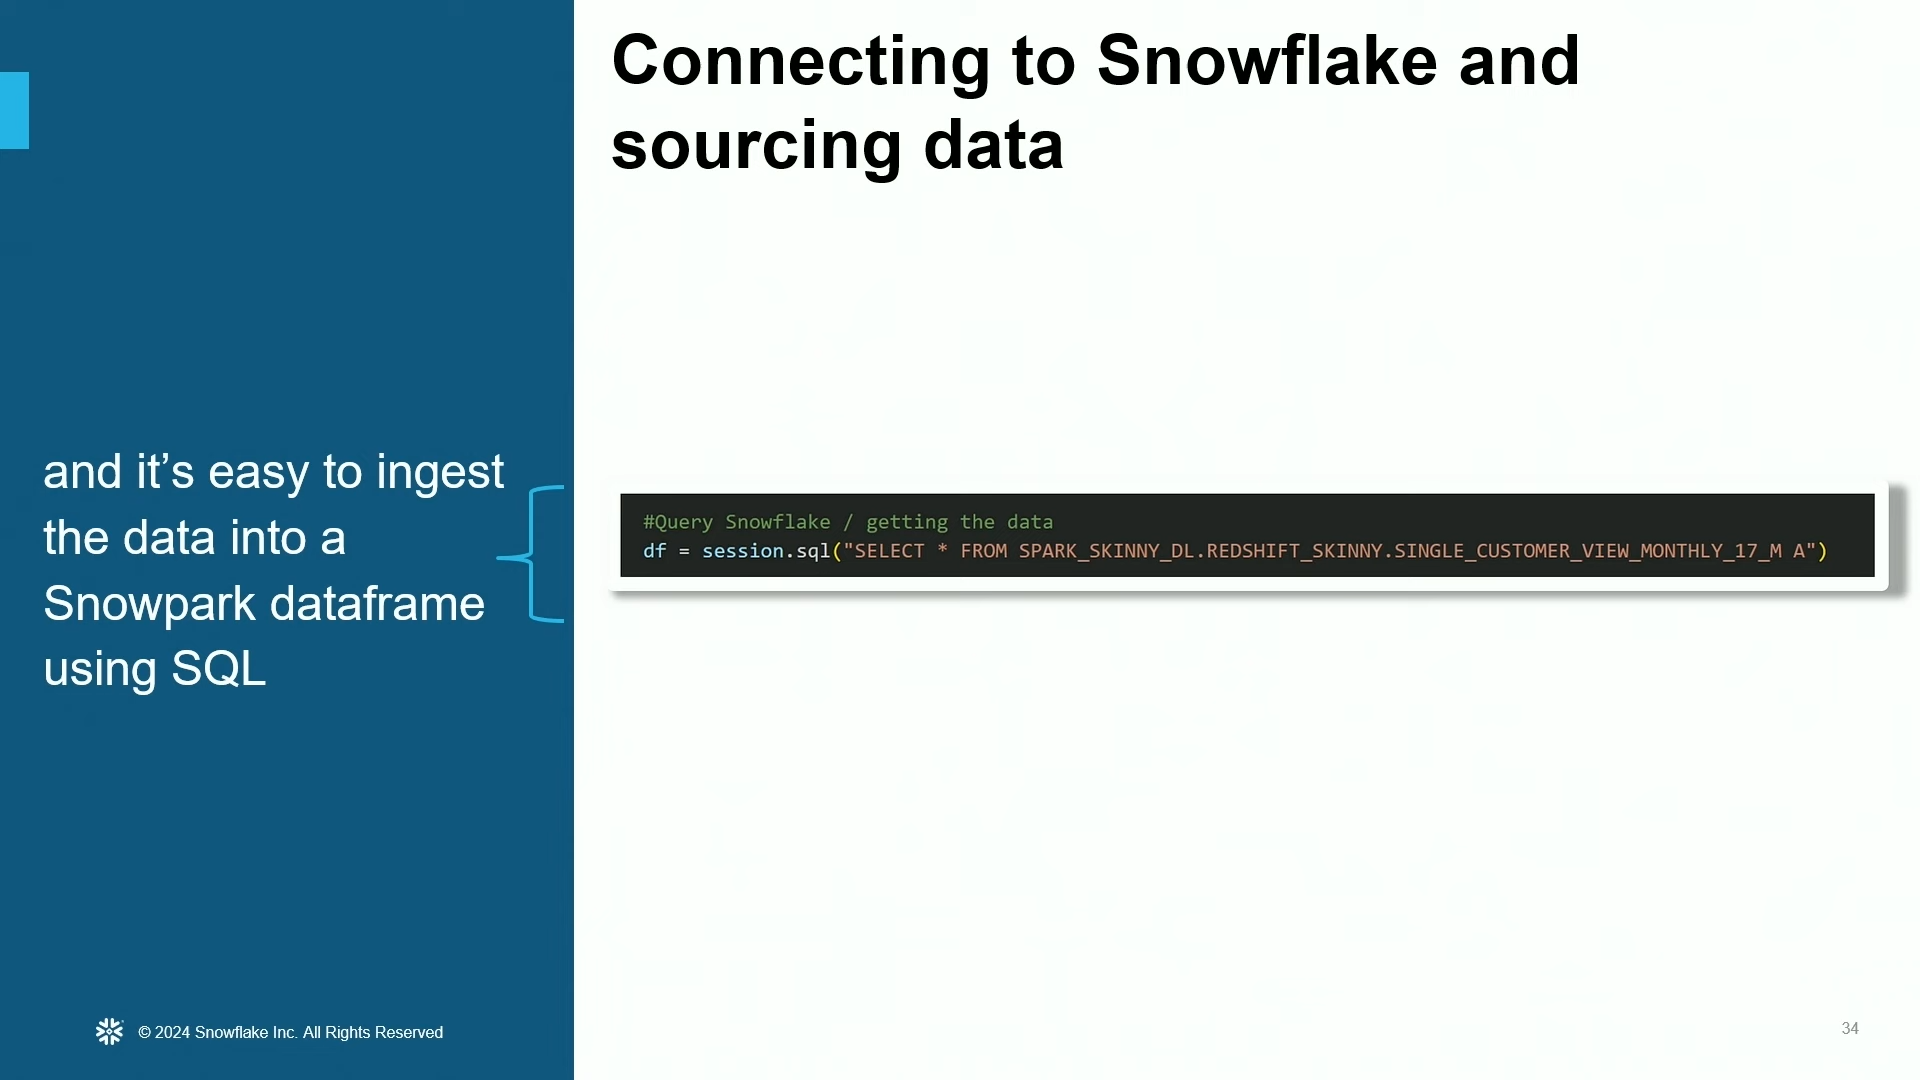 Connecting to Snowflake and
sourcing data
and it’s easy to ingest
the data into a
Snowpark dataframe
using SQL
#Query Snowflake / getting the data
df = session.sql("SELECT * FROM SPARK_SKINNY_DL.REDSHIFT_SKINNY.SINGLE_CUSTOMER_VIEW_MONTHLY_17_M A")
© 2024 Snowflake Inc. All Rights Reserved
34